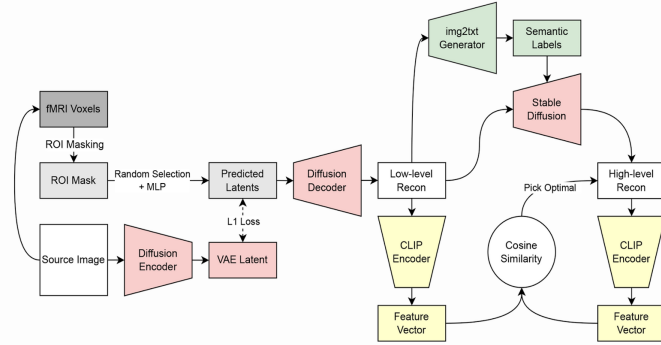 img2txt
Generator
Semantic
Labels
fMRI Voxels
Stable
Diffusion
ROI Masking
ROI Mask
Random Selection
+ MLP
Predicted
Latents
Diffusion
Decoder
Low-level
Recon
Pick Optimal
High-level
Recon
L1 Loss
Source Image
Diffusion
Encoder
VAE Latent
CLIP
Encoder
Cosine
Similarity
CLIP
Encoder
Feature
Vector
Feature
Vector